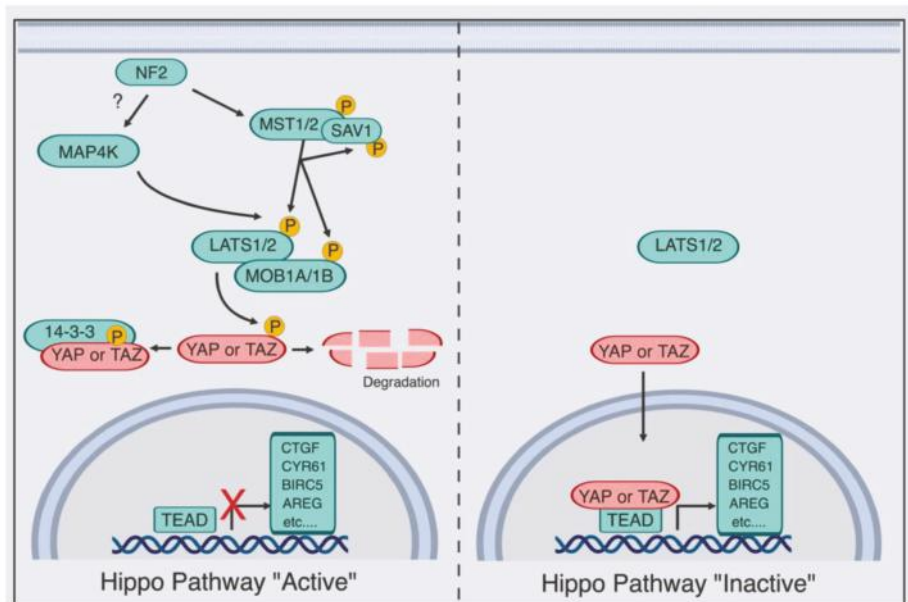 NF2
?
P
MST1/2
SAV1
P
MAP4K
P
LATS1/2
P
MOB1A/1B
P
14-3-3
P
YAP or TAZ
YAP or TAZ
Degradation
CTGF
CYR61
BIRC5
AREG
etc....
X
TEAD
Hippo Pathway "Active"
LATS1/2
YAP or TAZ
CTGF
CYR61
BIRC5
AREG
etc....
YAP or TAZ
TEAD
Hippo Pathway "Inactive"